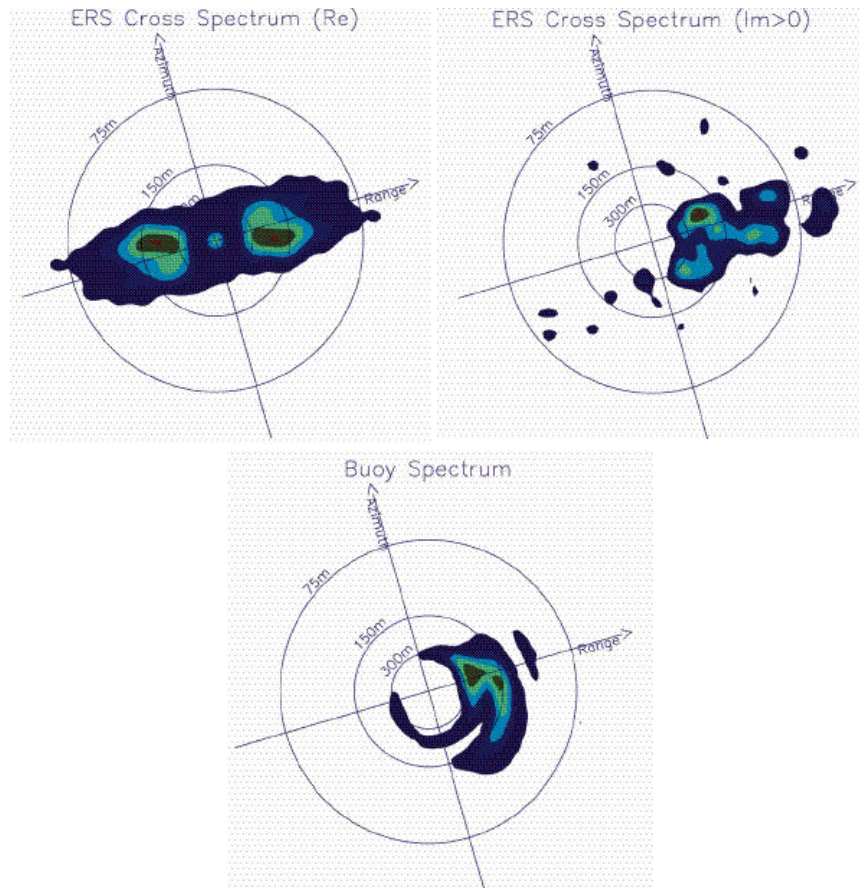 ERS Cross Spectrum (Re)
Azimuth
75m
150m
Range
ERS Cross Spectrum (Im>0)
Azimuth
75m
150m
300m
Range
Buoy Spectrum
Azimuth
75m
150m
300m
Range